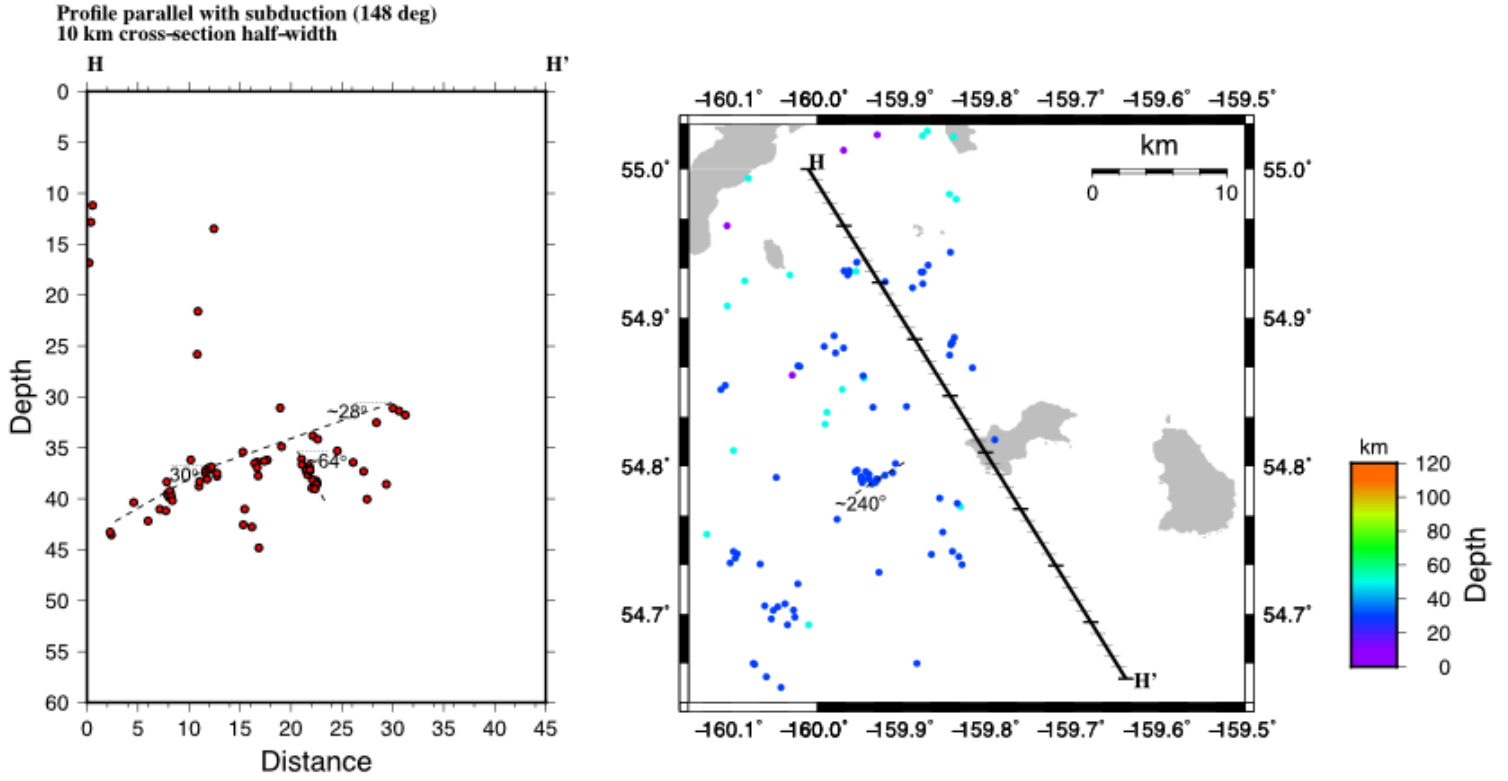 Profile parallel with subduction (148 deg)
10 km cross-section half-width
H H'
0
5
10
15
20
25
30
35
40
45
50
55
60
Depth
~28°
30°
~64°
0 5 10 15 20 25 30 35 40 45
Distance
-160.1° -160.0° -159.9° -159.8° -159.7° -159.6° -159.5°
55.0° 55.0°
54.9° 54.9°
54.8° 54.8°
54.7° 54.7°
H
km
0 10
~240°
H'
-160.1° -160.0° -159.9° -159.8° -159.7° -159.6° -159.5°
km
120
100
80
60
40
20
0
Depth